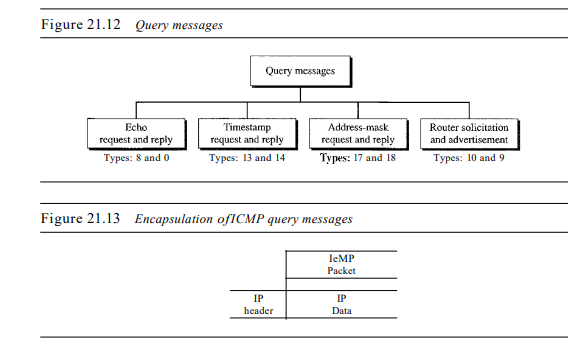 Figure 21.12 Query messages
Query messages
Echo
request and reply
Timestamp
request and reply
Address-mask
request and reply
Router solicitation
and advertisement
Types: 8 and 0
Types: 13 and 14
Types: 17 and 18
Types: 10 and 9
Figure 21.13 Encapsulation ofICMP query messages
IeMP
Packet
IP
header
IP
Data